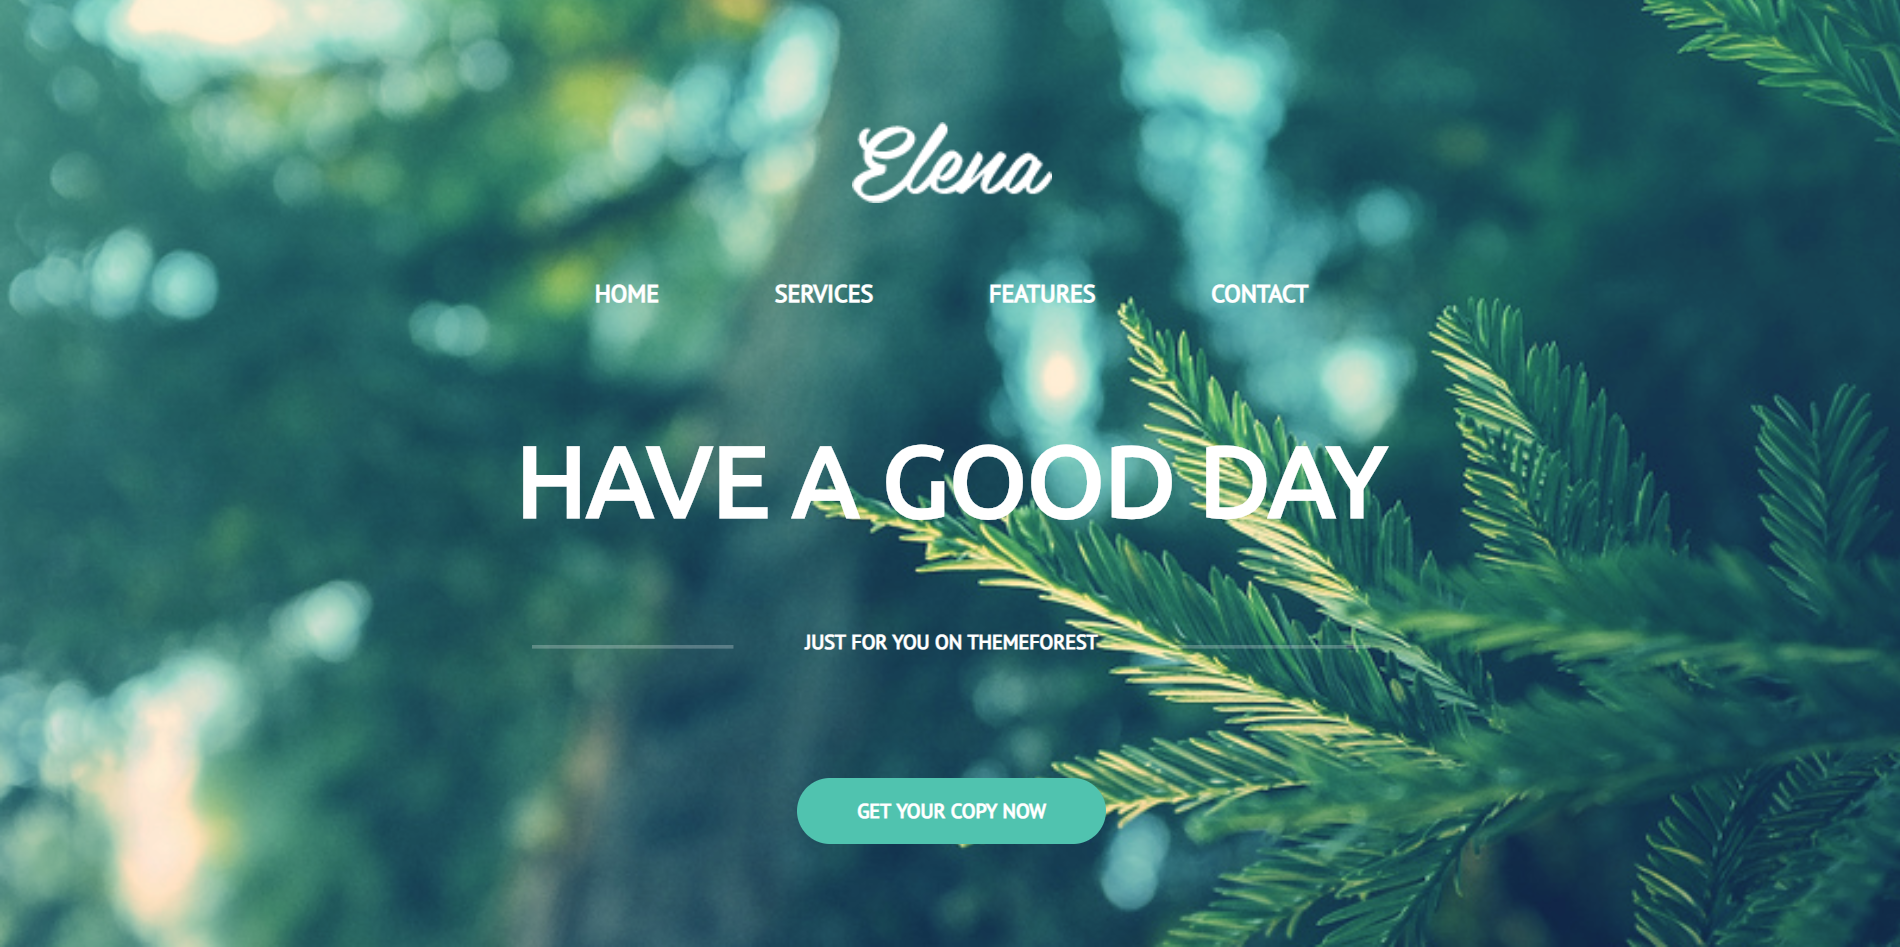 Elena
HOME SERVICES FEATURES CONTACT
HAVE A GOOD DAY
JUST FOR YOU ON THEMEFOREST
GET YOUR COPY NOW